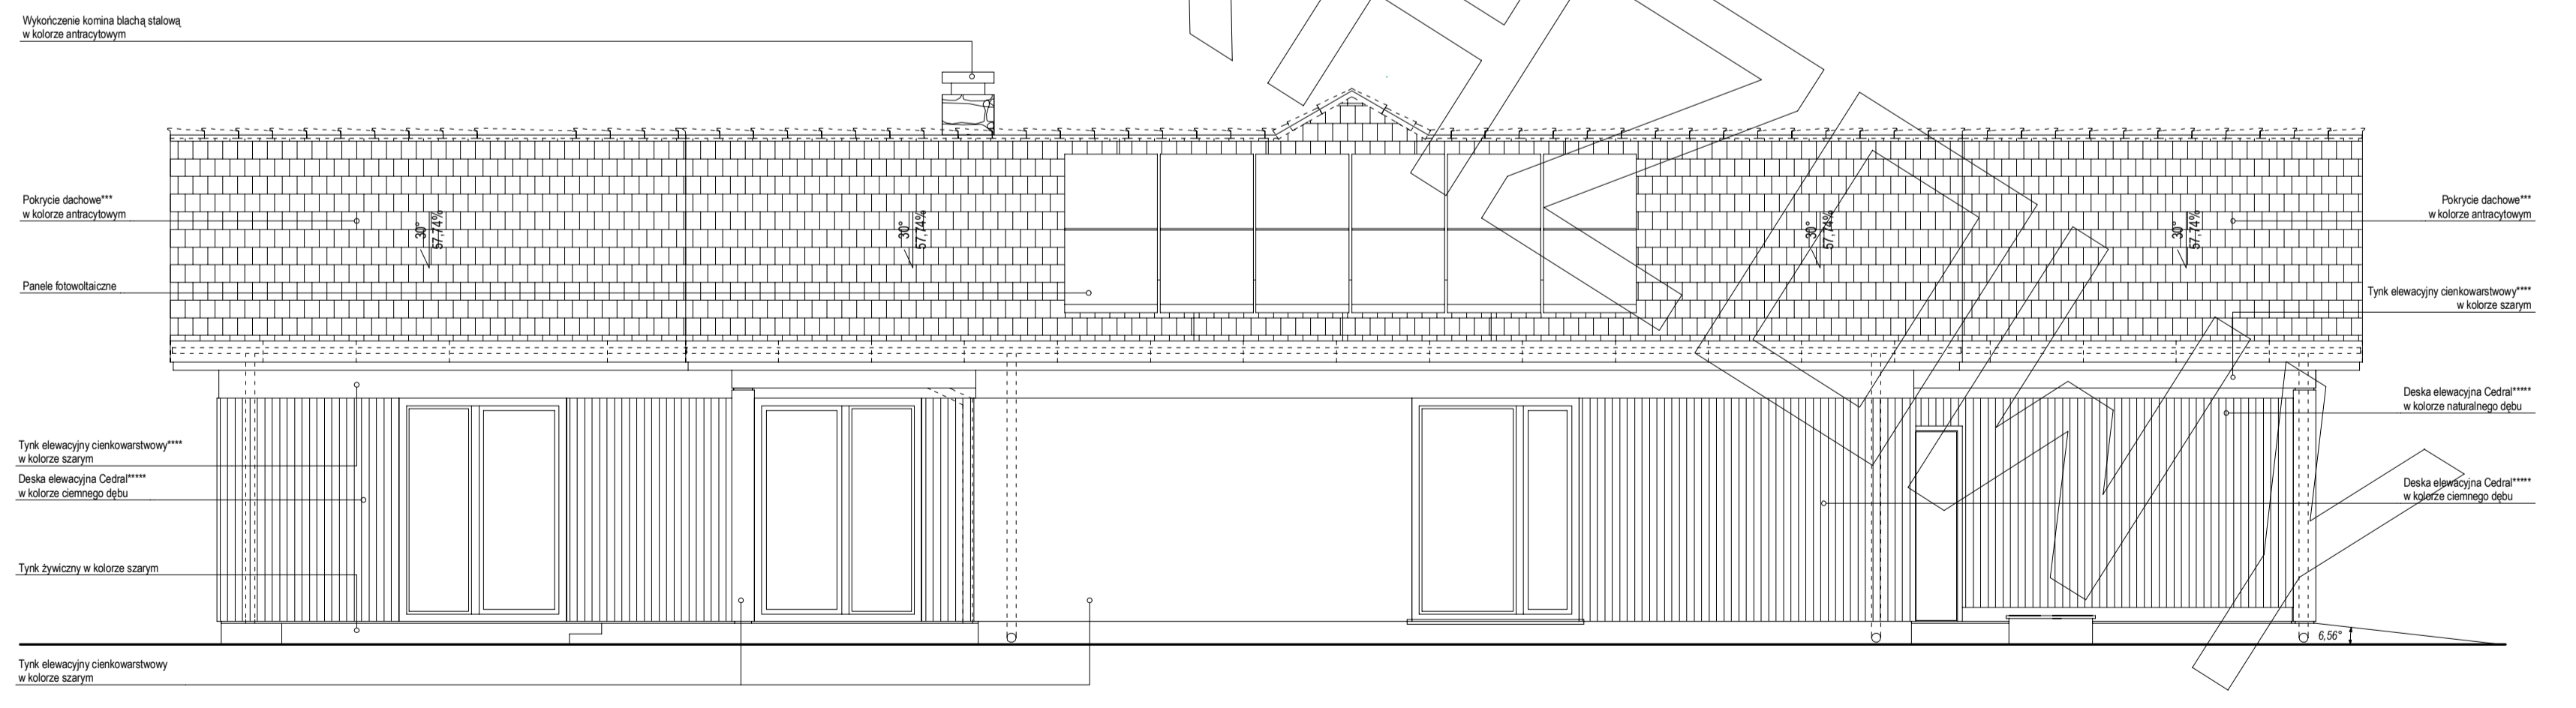 Wykończenie komina blachą stalową
w kolorze antracytowym
Pokrycie dachowe***
w kolorze antracytowym
30°
57,74%
30°
57,74%
30°
57,74%
30°
57,74%
Pokrycie dachowe***
w kolorze antracytowym
Panele fotowoltaiczne
Tynk elewacyjny cienkowarstwowy****
w kolorze szarym
Deska elewacyjna Cedral*****
w kolorze naturalnego dębu
Tynk elewacyjny cienkowarstwowy****
w kolorze szarym
Deska elewacyjna Cedral*****
w kolorze ciemnego dębu
Deska elewacyjna Cedral*****
w kolorze ciemnego dębu
Tynk żywiczny w kolorze szarym
6,56°
Tynk elewacyjny cienkowarstwowy
w kolorze szarym